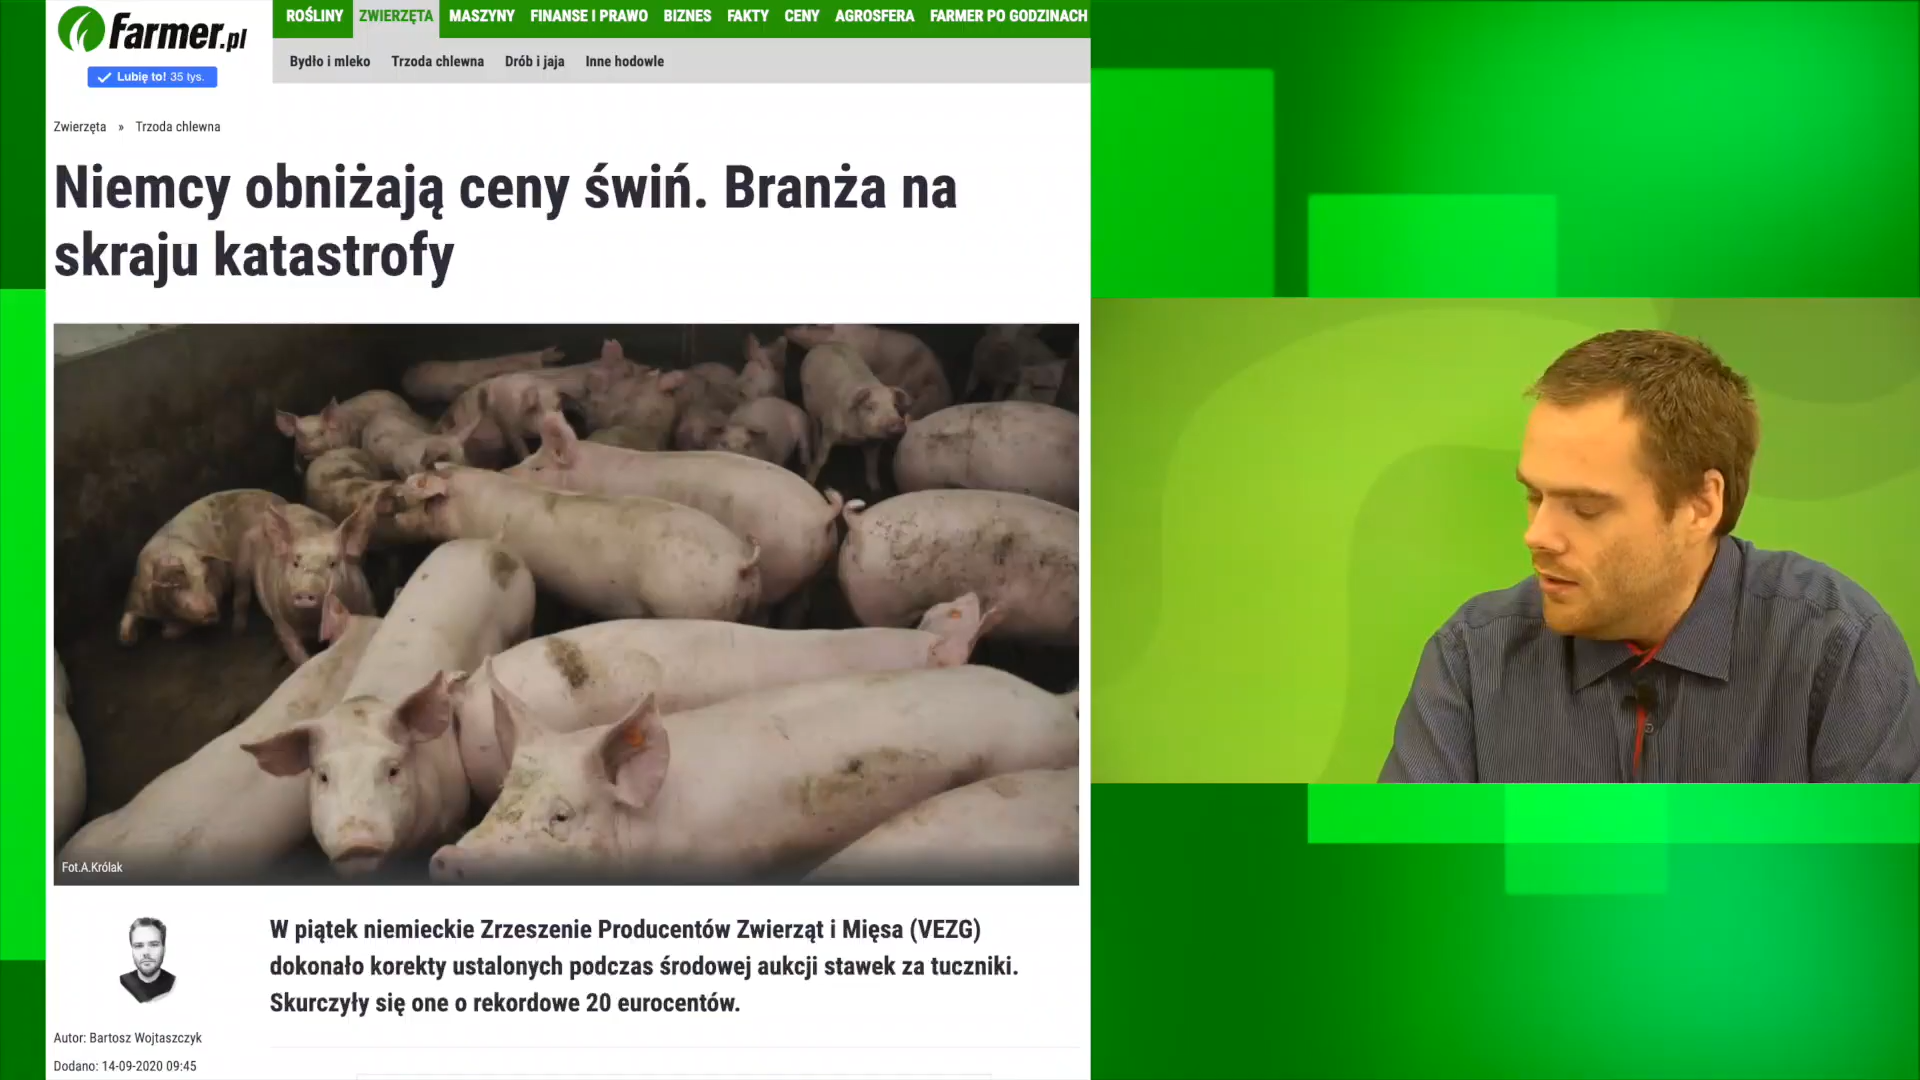 Farmer.pl
Lubię to! 35 tys.
ROŚLINY ZWIERZĘTA MASZYNY FINANSE I PRAWO BIZNES FAKTY CENY AGROSFERA FARMER PO GODZINACH
Bydło i mleko Trzoda chlewna Drób i jaja Inne hodowle
Zwierzęta » Trzoda chlewna
Niemcy obniżają ceny świń. Branża na
skraju katastrofy
Fot.A.Królak
W piątek niemieckie Zrzeszenie Producentów Zwierząt i Mięsa (VEZG)
dokonało korekty ustalonych podczas środowej aukcji stawek za tuczniki.
Skurczyły się one o rekordowe 20 eurocentów.
Autor: Bartosz Wojtaszczyk
Dodano: 14-09-2020 09:45